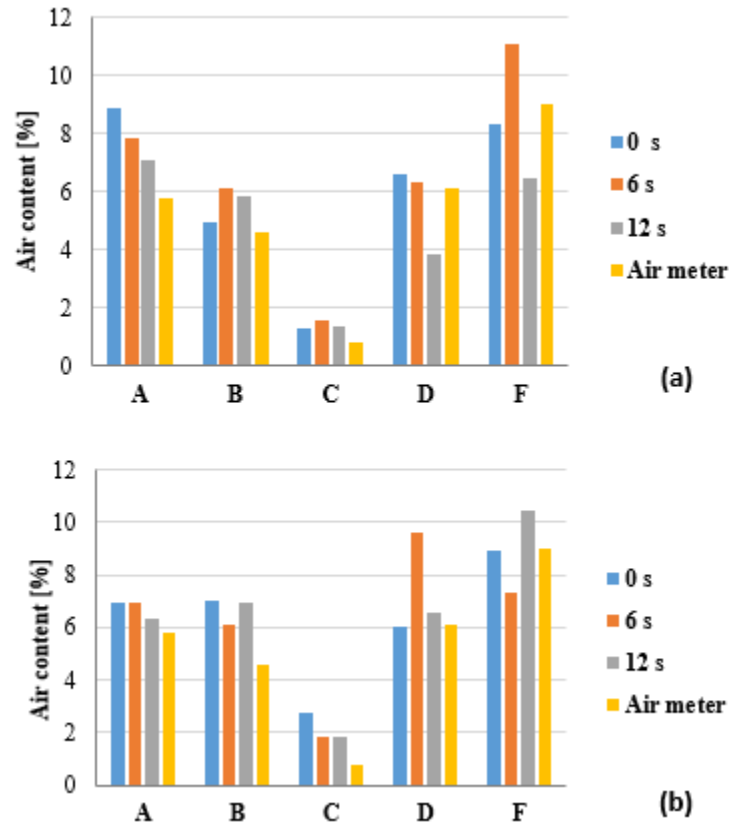 Air content [%]
12
10
8
6
4
2
0
A B C D F
0 s
6 s
12 s
Air meter
(a)
Air content [%]
12
10
8
6
4
2
0
A B C D F
0 s
6 s
12 s
Air meter
(b)